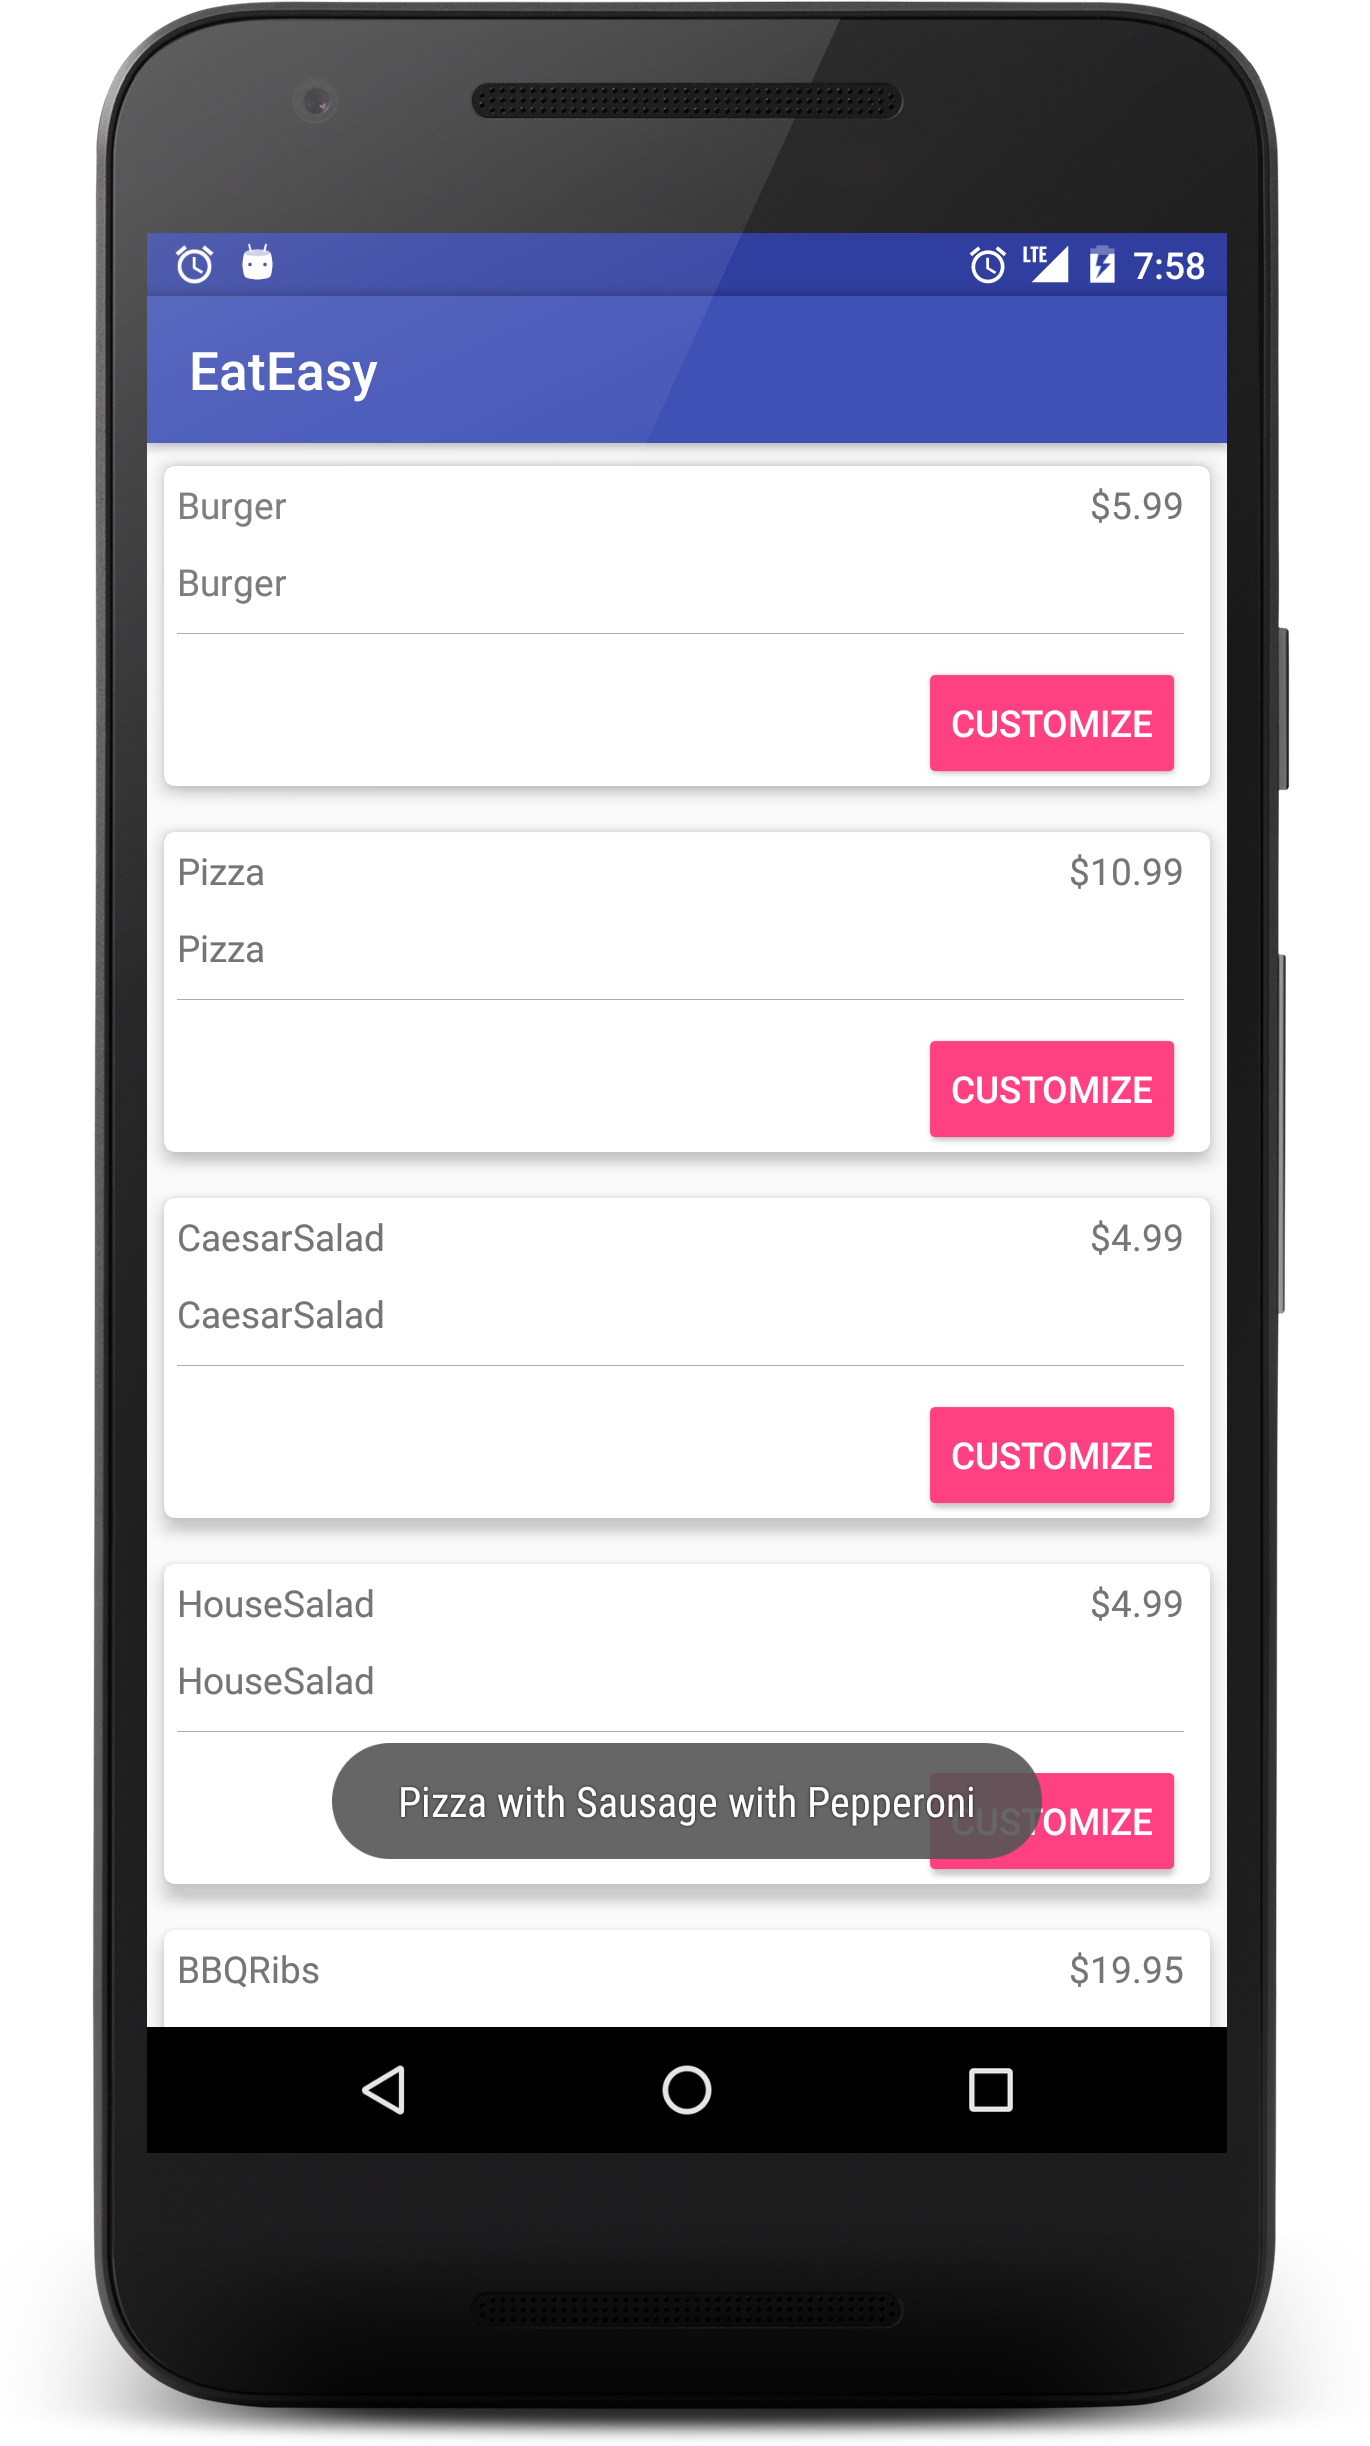 LTE 7:58
EatEasy
Burger $5.99
Burger
CUSTOMIZE
Pizza $10.99
Pizza
CUSTOMIZE
CaesarSalad $4.99
CaesarSalad
CUSTOMIZE
HouseSalad $4.99
HouseSalad
Pizza with Sausage with Pepperoni
CUSTOMIZE
BBQRibs $19.95